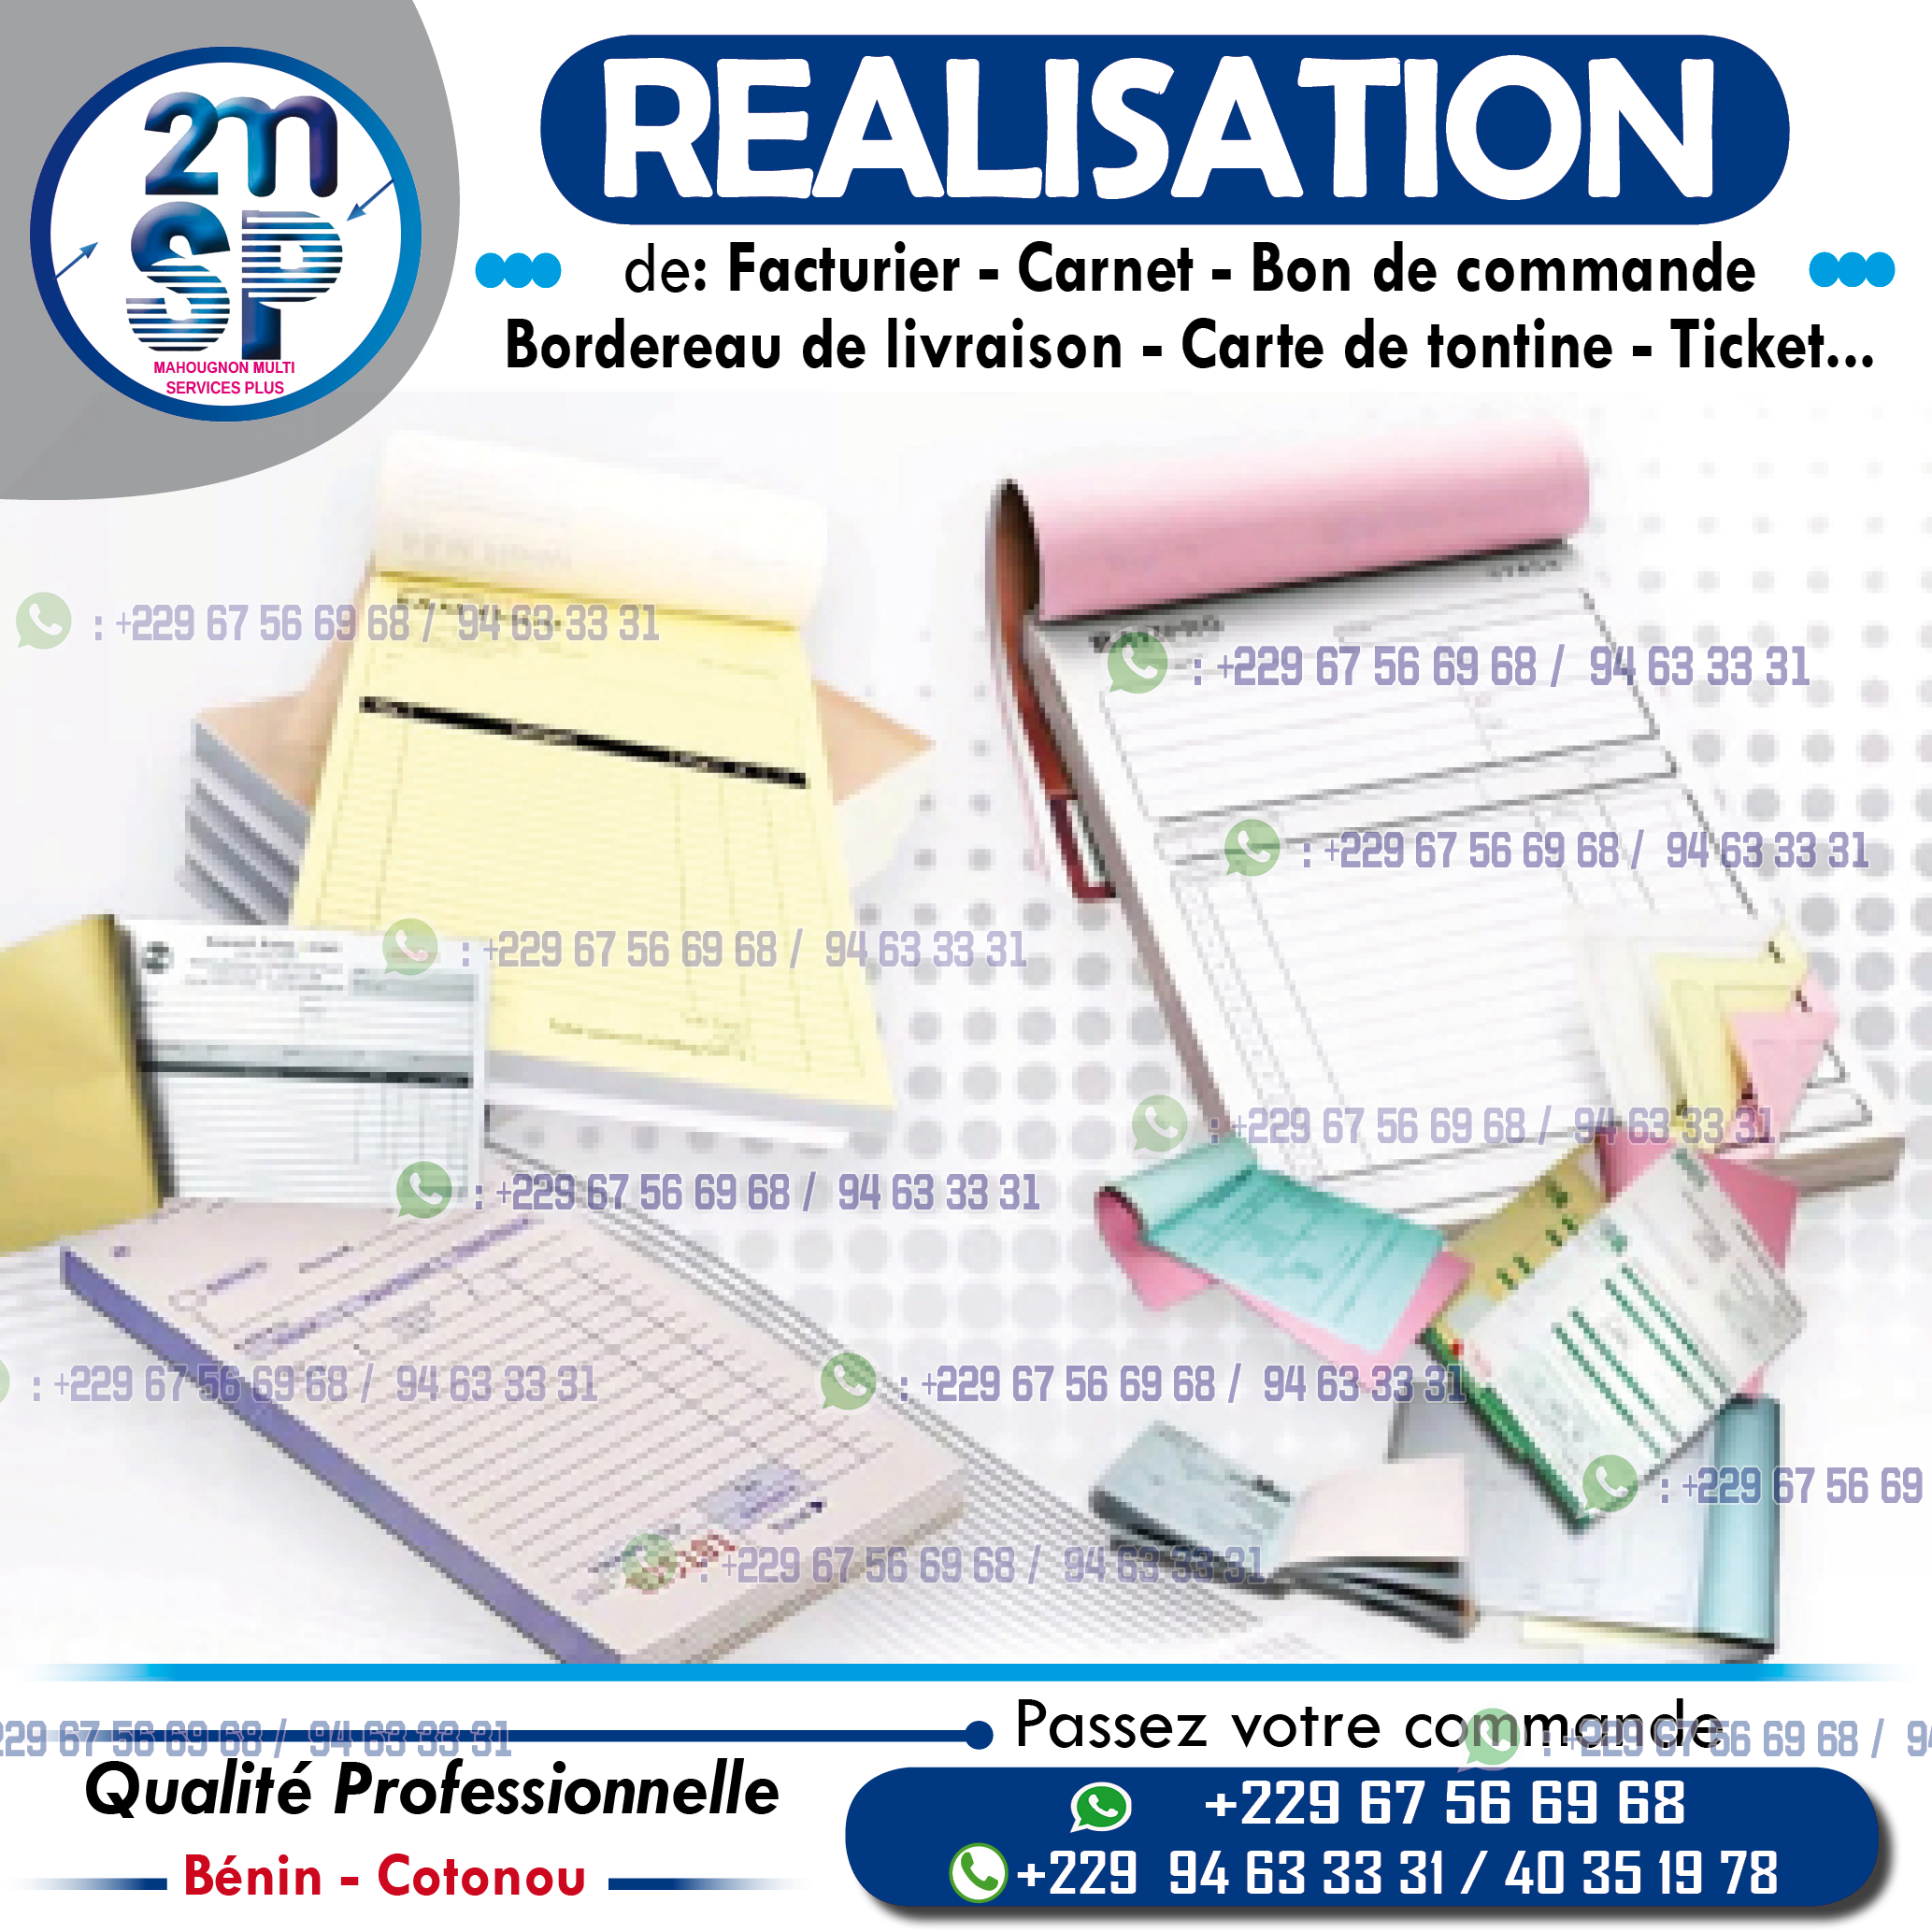 2m
SP
MAHOUGNON MULTI
SERVICES PLUS
REALISATION
de: Facturier - Carnet - Bon de commande
Bordereau de livraison - Carte de tontine - Ticket...
: +229 67 56 69 68 / 94 63 33 31
: +229 67 56 69 68 / 94 63 33 31
: +229 67 56 69 68 / 94 63 33 31
: +229 67 56 69 68 / 94 63 33 31
: +229 67 56 69 68 / 94 63 33 31
: +229 67 56 69 68 / 94 63 33 31
: +229 67 56 69 68 / 94 63 33 31
: +229 67 56 69 68 / 94 63 33 31
: +229 67 56 69
: +229 67 56 69 68 / 94 63 33 31
Passez votre commande
29 67 56 69 68 / 94 63 33 31
: +229 67 56 69 68 / 9
Qualité Professionnelle
Bénin - Cotonou
+229 67 56 69 68
+229 94 63 33 31 / 40 35 19 78